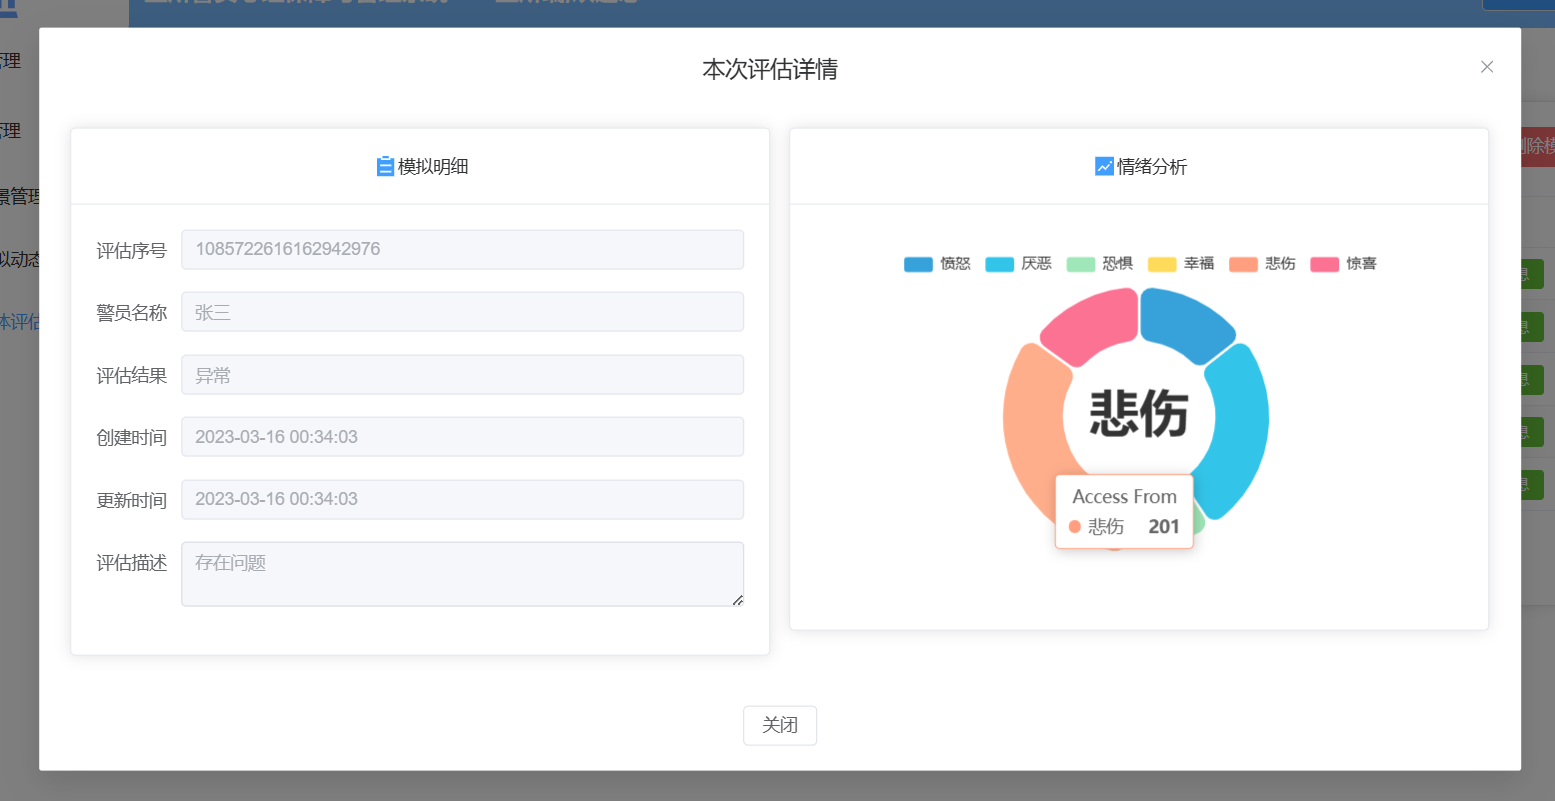 管理
管理
景管理
拟动态
体评估
本次评估详情
模拟明细
评估序号 1085722616162942976
警员名称 张三
评估结果 异常
创建时间 2023-03-16 00:34:03
更新时间 2023-03-16 00:34:03
评估描述 存在问题
情绪分析
愤怒 厌恶 恐惧 幸福 悲伤 惊喜
悲伤
Access From
悲伤 201
删除模
息
息
息
息
息
关闭